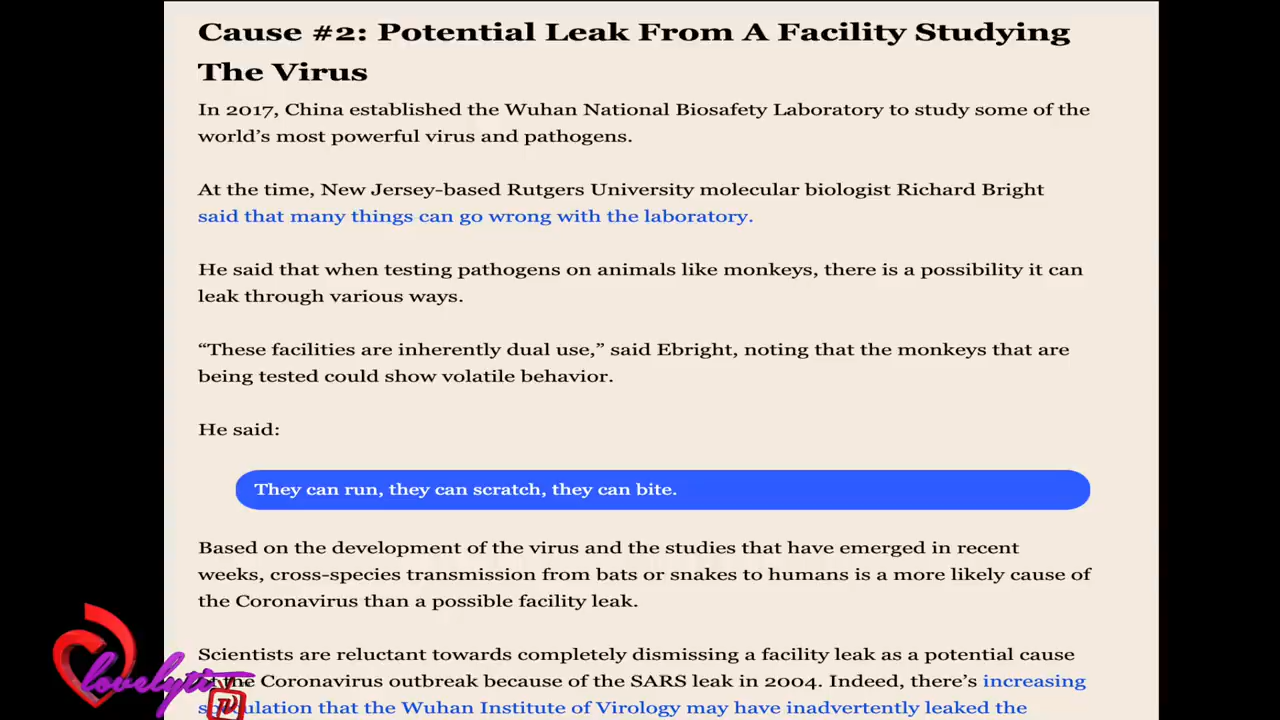 Cause #2: Potential Leak From A Facility Studying
The Virus
In 2017, China established the Wuhan National Biosafety Laboratory to study some of the
world’s most powerful virus and pathogens.
At the time, New Jersey-based Rutgers University molecular biologist Richard Bright
said that many things can go wrong with the laboratory.
He said that when testing pathogens on animals like monkeys, there is a possibility it can
leak through various ways.
“These facilities are inherently dual use,” said Ebright, noting that the monkeys that are
being tested could show volatile behavior.
He said:
They can run, they can scratch, they can bite.
Based on the development of the virus and the studies that have emerged in recent
weeks, cross-species transmission from bats or snakes to humans is a more likely cause of
the Coronavirus than a possible facility leak.
Scientists are reluctant towards completely dismissing a facility leak as a potential cause
Coronavirus outbreak because of the SARS leak in 2004. Indeed, there’s increasing
that the Wuhan Institute of Virology may have inadvertently leaked the
lovelyti
TV